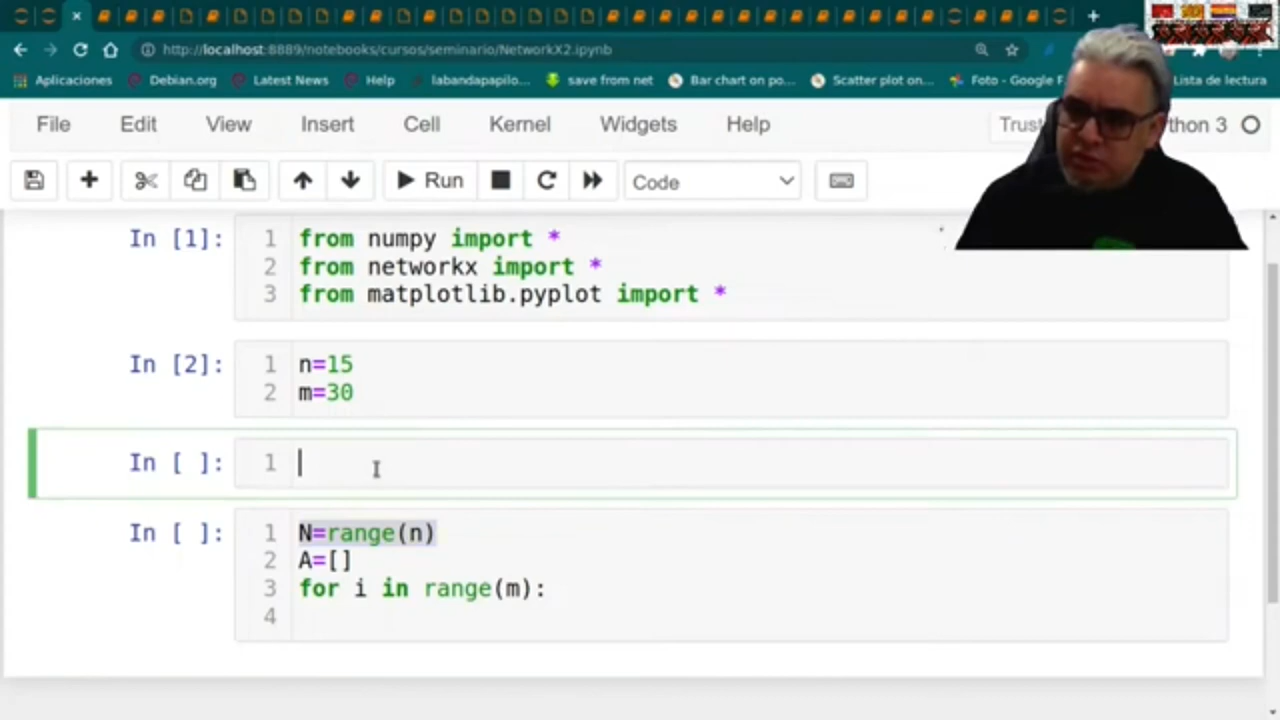 http://localhost:8889/notebooks/cursos/seminario/NetworkX2.ipynb
Aplicaciones Debian.org Latest News Help labandapapilo... save from net Bar chart on po... Scatter plot on... Foto - Google Lista de lectura
File Edit View Insert Cell Kernel Widgets Help Trust thon 3
Run Code
In [1]:
1 from numpy import *
2 from networkx import *
3 from matplotlib.pyplot import *
In [2]:
1 n=15
2 m=30
In [ ]:
1
In [ ]:
1 N=range(n)
2 A=[]
3 for i in range(m):
4